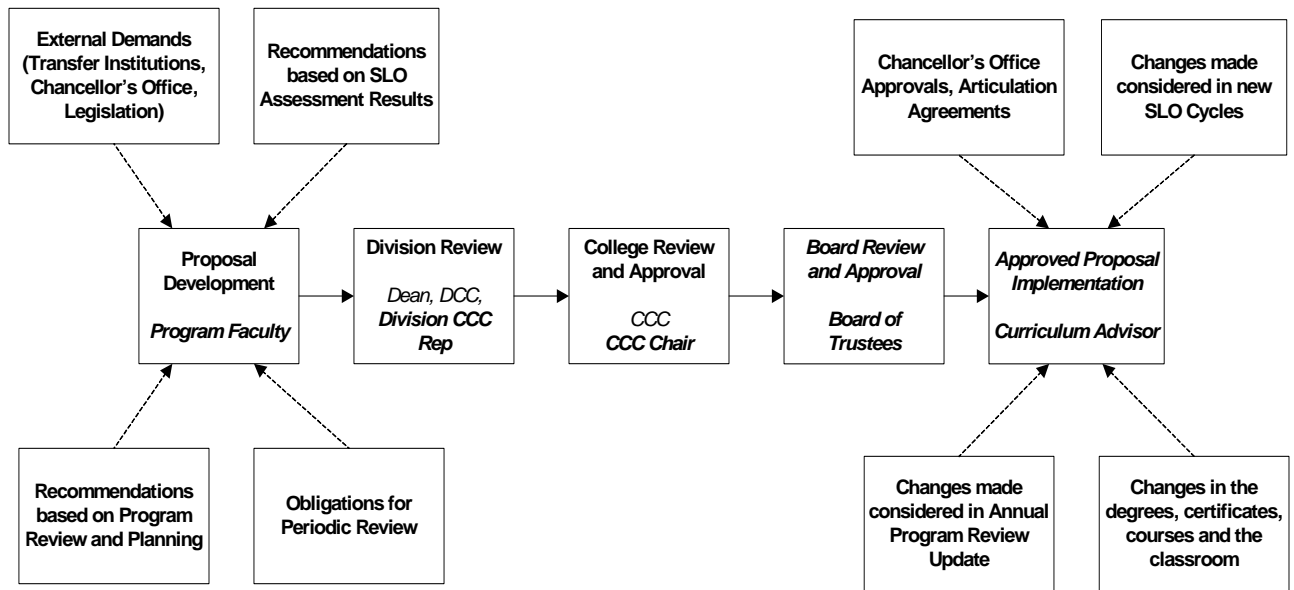 External Demands
(Transfer Institutions,
Chancellor's Office,
Legislation)
Recommendations
based on SLO
Assessment Results
Chancellor's Office
Approvals, Articulation
Agreements
Changes made
considered in new
SLO Cycles
Proposal
Development
Program Faculty
Division Review
Dean, DCC,
Division CCC
Rep
College Review
and Approval
CCC
CCC Chair
Board Review
and Approval
Board of
Trustees
Approved Proposal
Implementation
Curriculum Advisor
Recommendations
based on Program
Review and Planning
Obligations for
Periodic Review
Changes made
considered in Annual
Program Review
Update
Changes in the
degrees, certificates,
courses and the
classroom